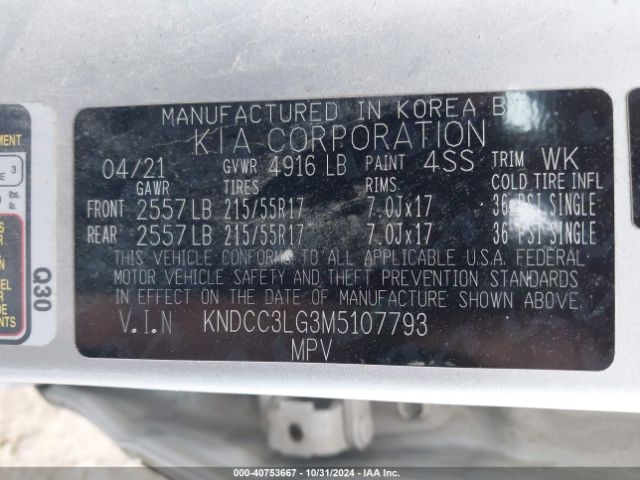 MANUFACTURED IN KOREA BY
KIA CORPORATION
04/21 GVWR 4916 LB PAINT 4SS TRIM WK
GAWR TIRES RIMS COLD TIRE INFL
FRONT 2557 LB 215/55R17 7.0Jx17 36 PSI SINGLE
REAR 2557 LB 215/55R17 7.0Jx17 36 PSI SINGLE
THIS VEHICLE CONFORMS TO ALL APPLICABLE U.S.A. FEDERAL
MOTOR VEHICLE SAFETY AND THEFT PREVENTION STANDARDS
IN EFFECT ON THE DATE OF MANUFACTURE SHOWN ABOVE.
V.I.N KNDCC3LG3M5107793
MPV
Q30
000-40753667 - 10/31/2024 - IAA Inc.